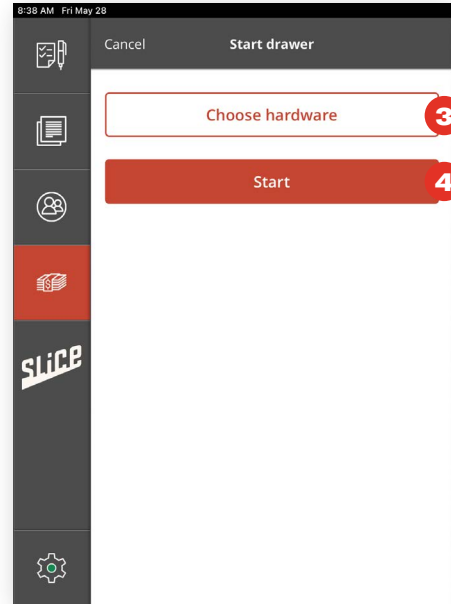 8:38 AM Fri May 28
Cancel
Start drawer
Choose hardware
3
Start
4
SLiCE